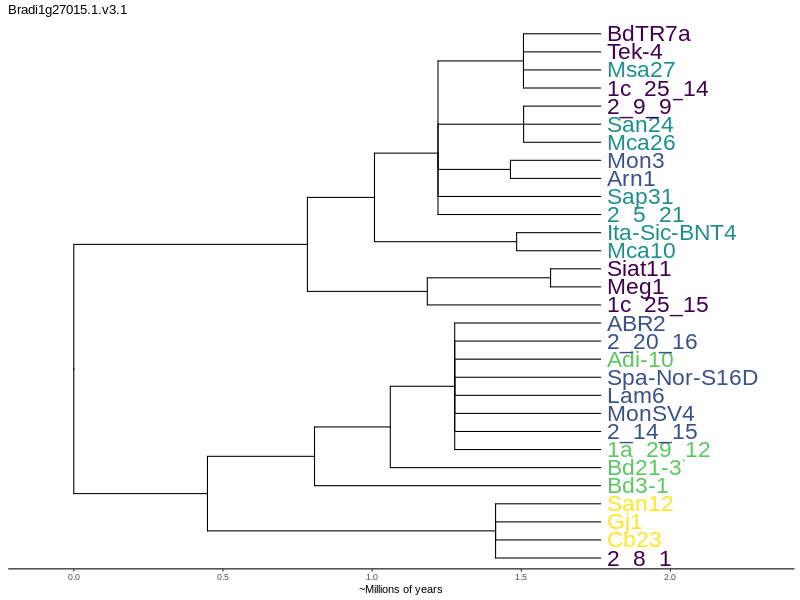 Bradi1g27015.1.v3.1
BdTR7a
Tek-4
Msa27
1c_25_14
2_9_9
San24
Mca26
Mon3
Arn1
Sap31
2_5_21
Ita-Sic-BNT4
Mca10
Siat11
Meg1
1c_25_15
ABR2
2_20_16
Adi-10
Spa-Nor-S16D
Lam6
MonSV4
2_14_15
1a_29_12
Bd21-3
Bd3-1
San12
Gj1
Cb23
2_8_1
0.0 0.5 1.0 1.5 2.0
~Millions of years